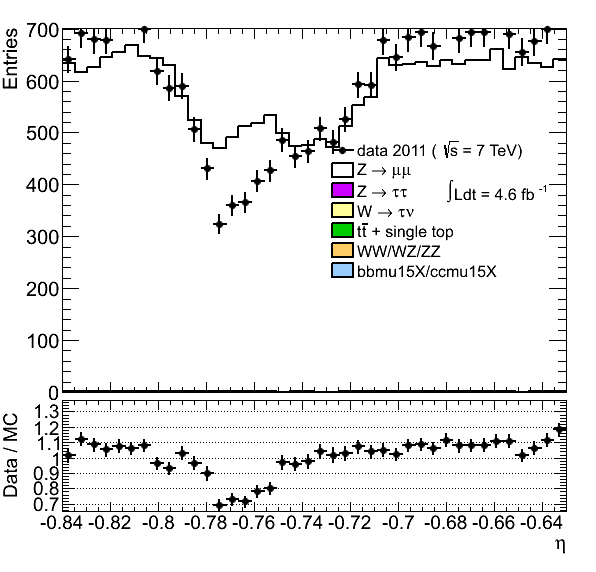 Entries
700
600
500
400
300
200
100
0
data 2011 ( √s = 7 TeV)
Z → μμ
Z → ττ
∫Ldt = 4.6 fb⁻¹
W → τν
tt̄ + single top
WW/WZ/ZZ
bbmu15X/ccmu15X
Data / MC
1.3
1.2
1.1
1
0.9
0.8
0.7
-0.84 -0.82 -0.8 -0.78 -0.76 -0.74 -0.72 -0.7 -0.68 -0.66 -0.64
η